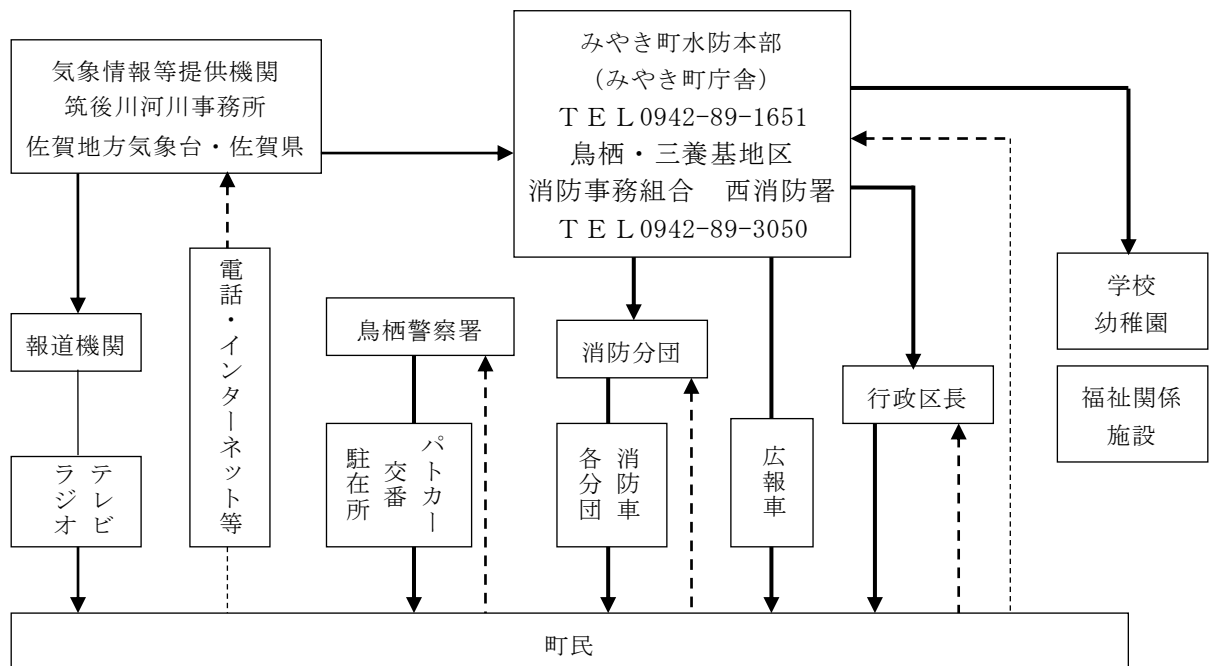 気象情報等提供機関
筑後川河川事務所
佐賀地方気象台・佐賀県
みやき町水防本部
（みやき町庁舎）
ＴＥＬ0942-89-1651
鳥栖・三養基地区
消防事務組合　西消防署
ＴＥＬ0942-89-3050
学校
幼稚園
福祉関係
施設
報道機関
電話・インターネット等
鳥栖警察署
消防分団
行政区長
テレビ
ラジオ
パトカー
交番
駐在所
消防車
各分団
広報車
町民